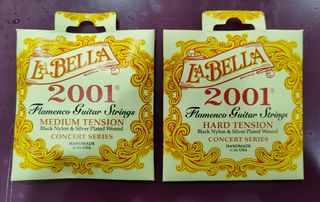 LA BELLA
2001®
Flamenco Guitar Strings
MEDIUM TENSION
Black Nylon & Silver Plated Wound
CONCERT SERIES
HANDMADE
IN THE USA
LA BELLA
2001®
Flamenco Guitar Strings
HARD TENSION
Black Nylon & Silver Plated Wound
CONCERT SERIES
HANDMADE
IN THE USA